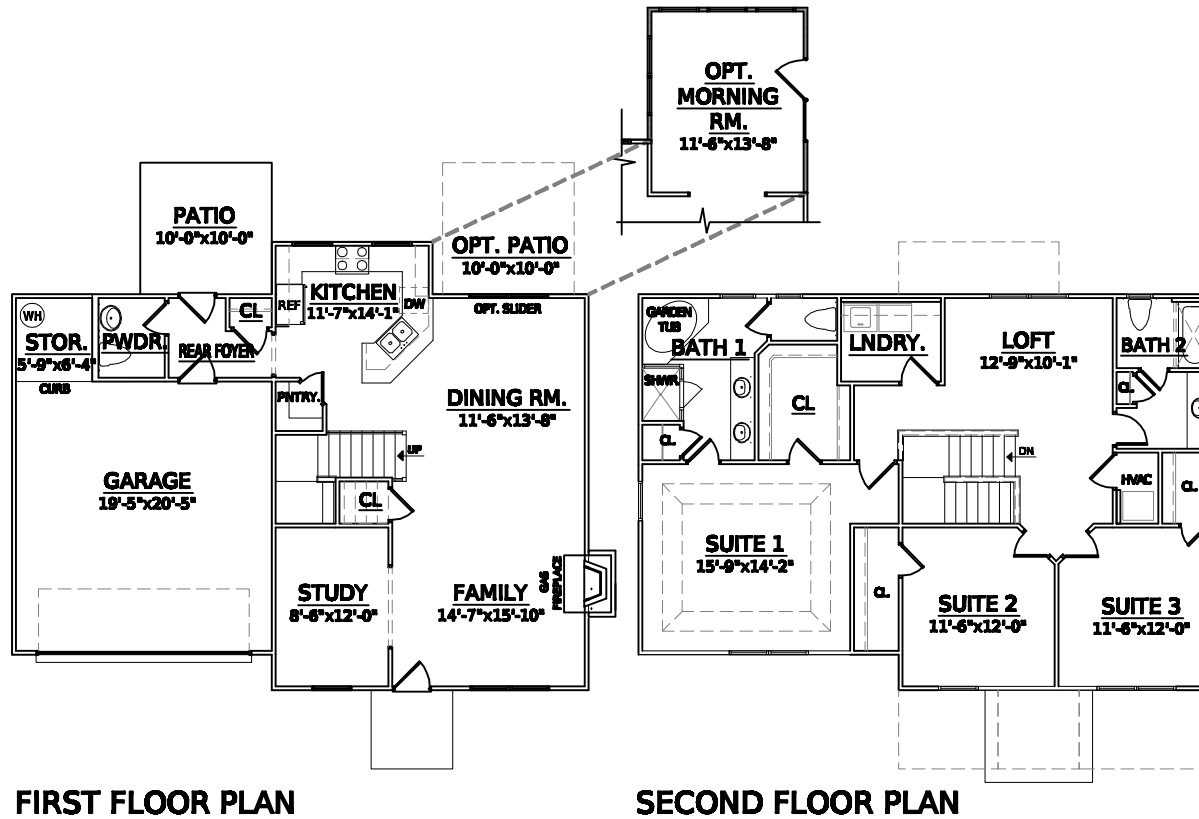 OPT.
MORNING
RM.
11'-6"x13'-8"
PATIO
10'-0"x10'-0"
OPT. PATIO
10'-0"x10'-0"
OPT. SLIDER
WH
STOR.
5'-9"x6'-4"
CURB
PWDR.
REAR FOYER
CL
REF
KITCHEN
11'-7"x14'-1"
DW
PNTRY.
DINING RM.
11'-6"x13'-8"
UP
CL
GARAGE
19'-5"x20'-5"
STUDY
8'-6"x12'-0"
FAMILY
14'-7"x15'-10"
GAS
FIREPLACE
FIRST FLOOR PLAN
GARDEN
TUB
BATH 1
SHWR.
CL
CL
LNDRY.
LOFT
12'-9"x10'-1"
BATH 2
CL
DN
HVAC
CL
SUITE 1
15'-9"x14'-2"
CL
SUITE 2
11'-6"x12'-0"
SUITE 3
11'-6"x12'-0"
SECOND FLOOR PLAN